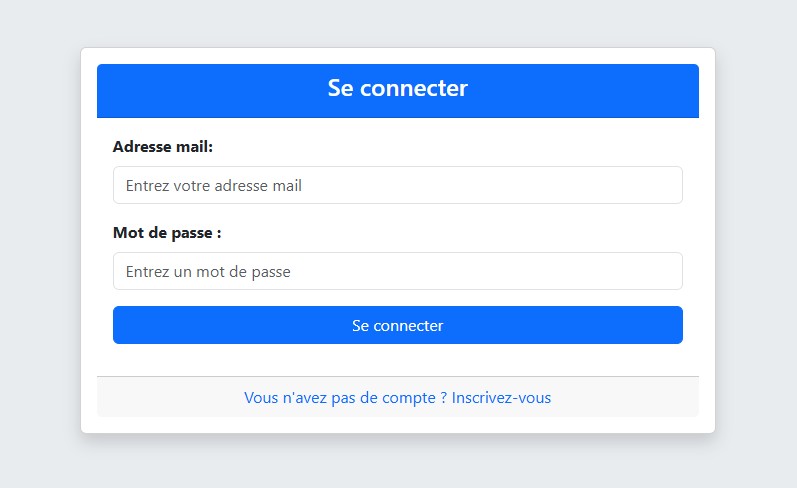 Se connecter
Adresse mail:
Entrez votre adresse mail
Mot de passe :
Entrez un mot de passe
Se connecter
Vous n'avez pas de compte ? Inscrivez-vous